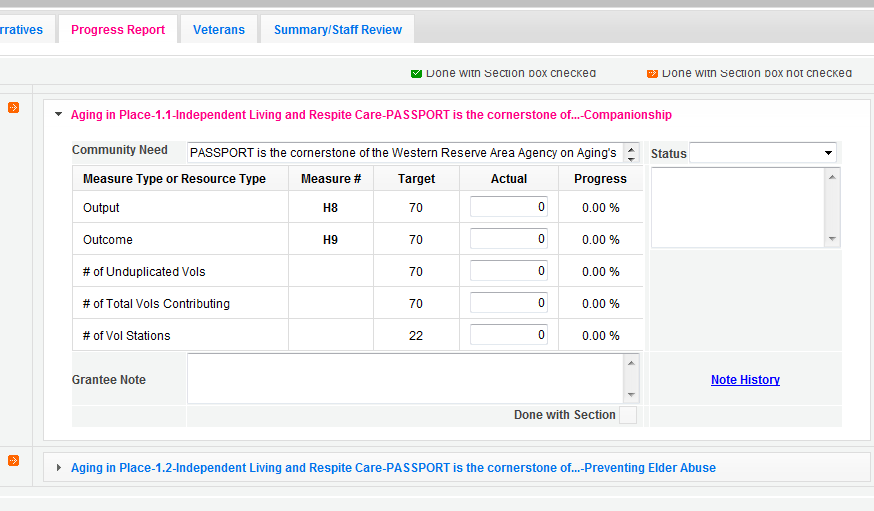 rratives Progress Report Veterans Summary/Staff Review
Done with Section box checked Done with Section box not checked
Aging in Place-1.1-Independent Living and Respite Care-PASSPORT is the cornerstone of...-Companionship
Community Need PASSPORT is the cornerstone of the Western Reserve Area Agency on Aging's Status
Measure Type or Resource Type Measure # Target Actual Progress
Output H8 70 0 0.00 %
Outcome H9 70 0 0.00 %
# of Unduplicated Vols 70 0 0.00 %
# of Total Vols Contributing 70 0 0.00 %
# of Vol Stations 22 0 0.00 %
Grantee Note Note History
Done with Section
Aging in Place-1.2-Independent Living and Respite Care-PASSPORT is the cornerstone of...-Preventing Elder Abuse